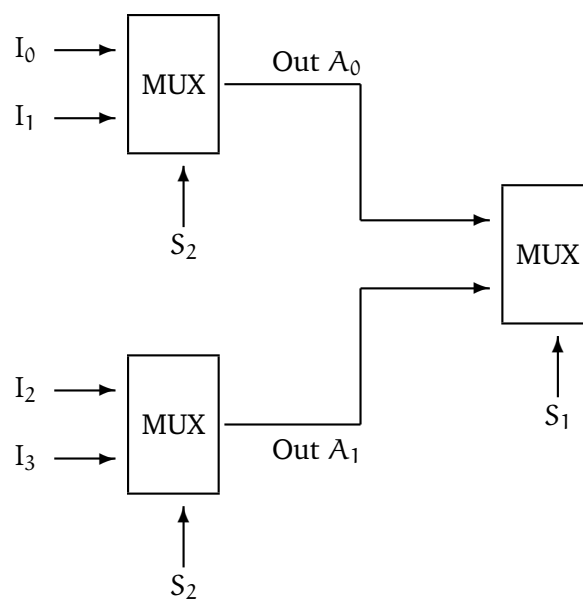 I₀
MUX
Out A₀
I₁
S₂
MUX
S₁
I₂
MUX
I₃
Out A₁
S₂